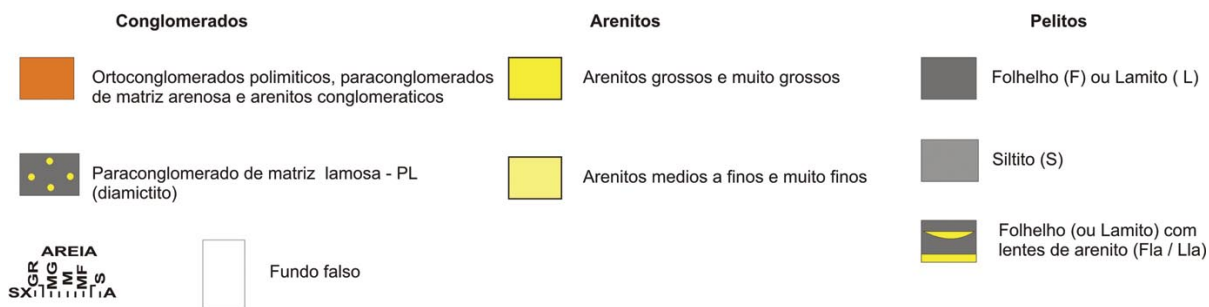 Conglomerados
Arenitos
Pelitos
Ortoconglomerados polimiticos, paraconglomerados
de matriz arenosa e arenitos conglomeraticos
Arenitos grossos e muito grossos
Folhelho (F) ou Lamito ( L)
Paraconglomerado de matriz lamosa - PL
(diamictito)
Arenitos medios a finos e muito finos
Siltito (S)
Folhelho (ou Lamito) com
lentes de arenito (Fla / Lla)
AREIA
SX GR MG M MF S A
Fundo falso